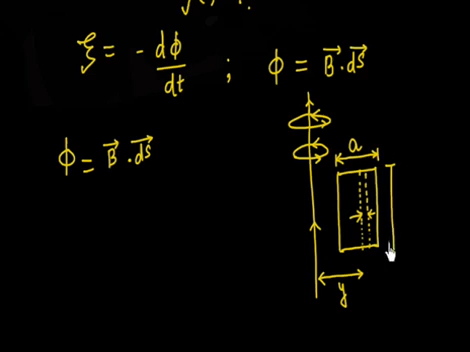 ξ = - dϕ/dt ; ϕ = B⃗ · dS⃗
ϕ = B⃗ · dS⃗
a
y